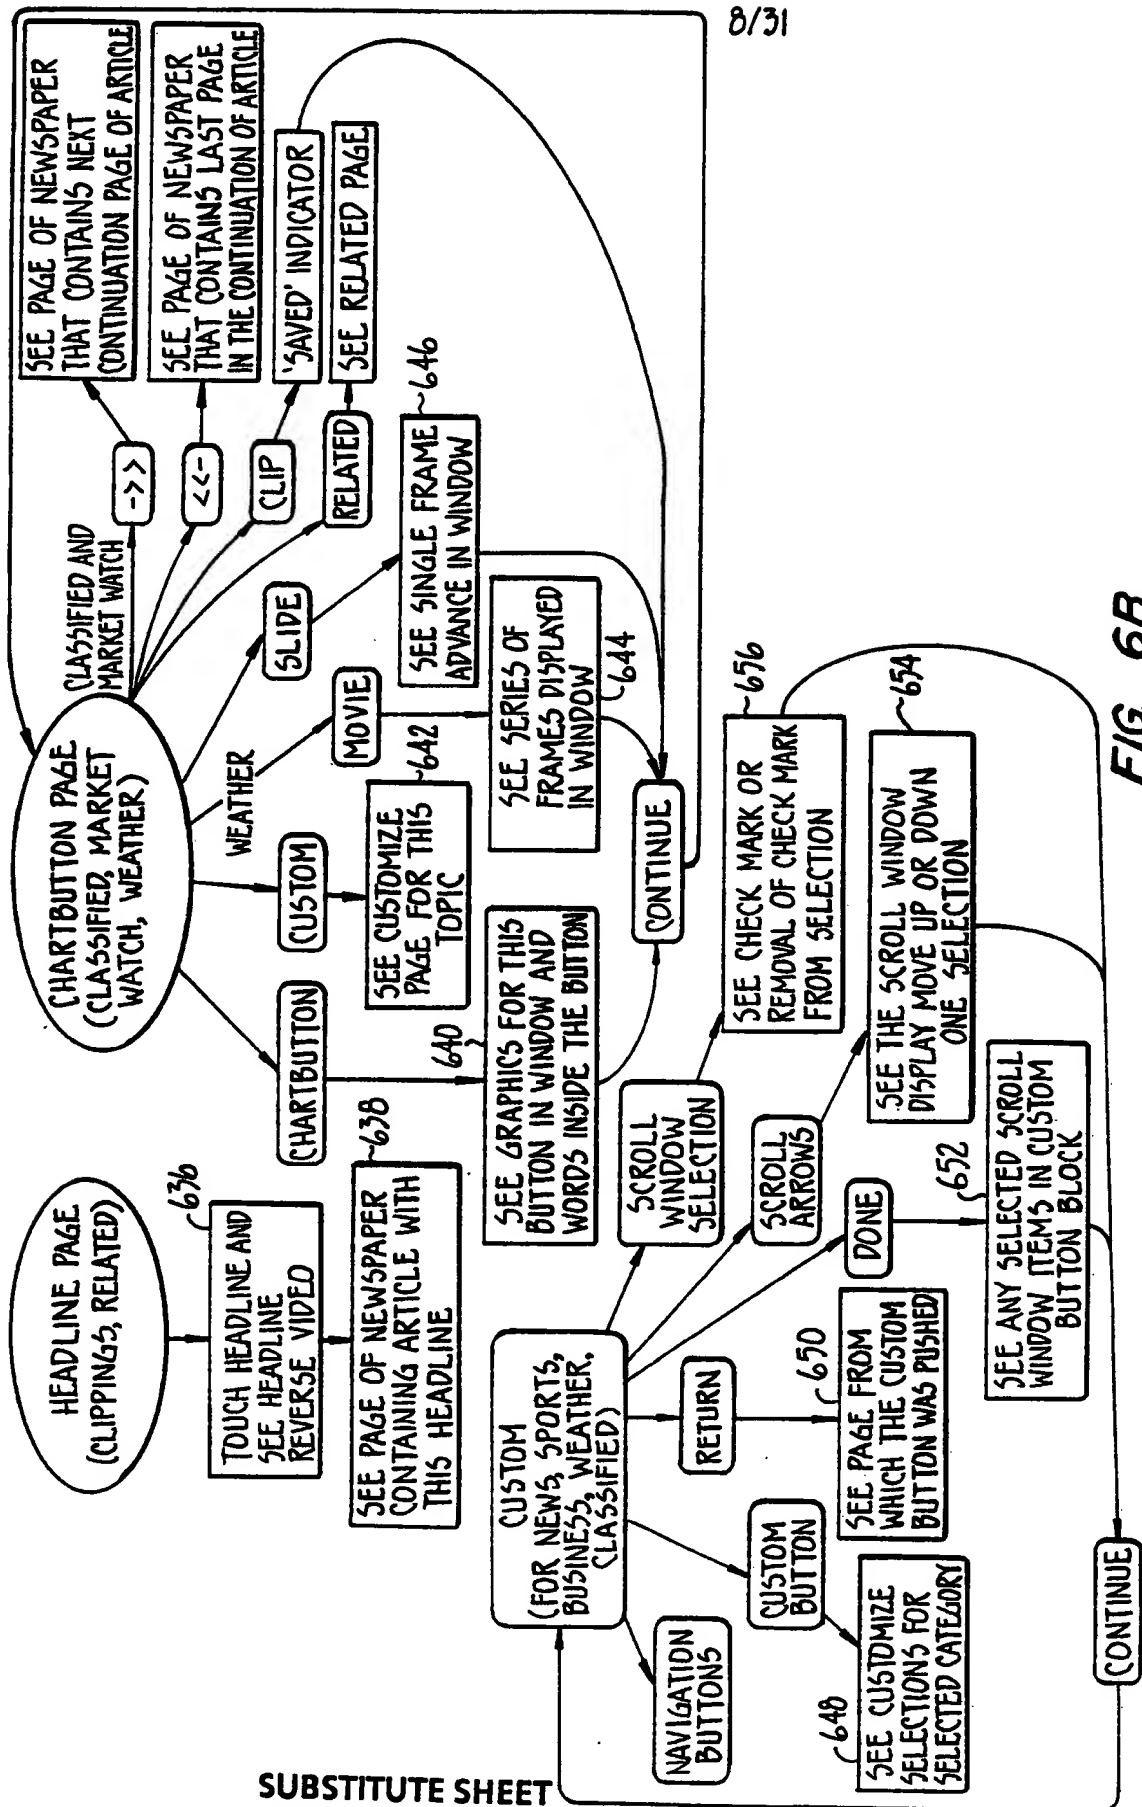 8/31
HEADLINE PAGE
(CLIPPINGS, RELATED)
636
TOUCH HEADLINE AND
SEE HEADLINE
REVERSE VIDEO
638
SEE PAGE OF NEWSPAPER
CONTAINING ARTICLE WITH
THIS HEADLINE
CHARTBUTTON PAGE
(CLASSIFIED, MARKET
WATCH, WEATHER)
CHARTBUTTON
640
SEE GRAPHICS FOR THIS
BUTTON IN WINDOW AND
WORDS INSIDE THE BUTTON
CUSTOM
642
SEE CUSTOMIZE
PAGE FOR THIS
TOPIC
WEATHER
MOVIE
SEE SERIES OF
FRAMES DISPLAYED
IN WINDOW
644
SLIDE
646
SEE SINGLE FRAME
ADVANCE IN WINDOW
CONTINUE
CLASSIFIED AND
MARKET WATCH
->>
SEE PAGE OF NEWSPAPER
THAT CONTAINS NEXT
CONTINUATION PAGE OF ARTICLE
<<-
SEE PAGE OF NEWSPAPER
THAT CONTAINS LAST PAGE
IN THE CONTINUATION OF ARTICLE
CLIP
'SAVED' INDICATOR
RELATED
SEE RELATED PAGE
CUSTOM
(FOR NEWS, SPORTS,
BUSINESS, WEATHER,
CLASSIFIED)
NAVIGATION
BUTTONS
CUSTOM
BUTTON
648
SEE CUSTOMIZE
SELECTIONS FOR
SELECTED CATEGORY
RETURN
650
SEE PAGE FROM
WHICH THE CUSTOM
BUTTON WAS PUSHED
DONE
652
SEE ANY SELECTED SCROLL
WINDOW ITEMS IN CUSTOM
BUTTON BLOCK
SCROLL
ARROWS
654
SEE THE SCROLL WINDOW
DISPLAY MOVE UP OR DOWN
ONE SELECTION
SCROLL
WINDOW
SELECTION
656
SEE CHECK MARK OR
REMOVAL OF CHECK MARK
FROM SELECTION
CONTINUE
FIG. 6B
SUBSTITUTE SHEET